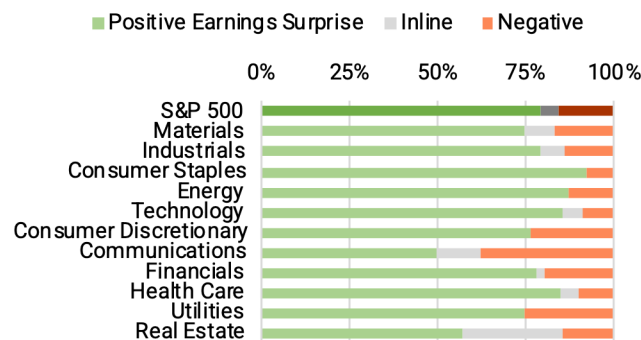 Positive Earnings Surprise Inline Negative
0% 25% 50% 75% 100%
S&P 500
Materials
Industrials
Consumer Staples
Energy
Technology
Consumer Discretionary
Communications
Financials
Health Care
Utilities
Real Estate